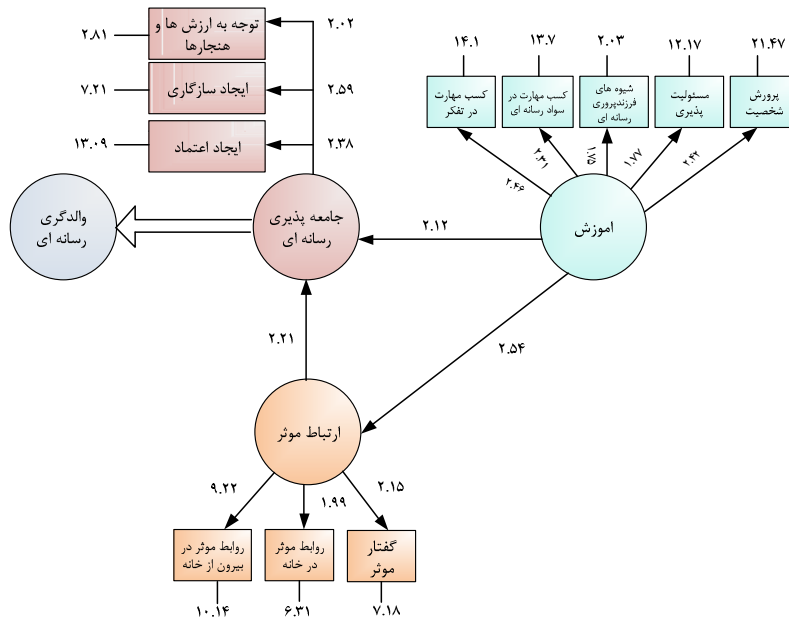 ۱۴.۱
۱۳.۷
۲.۰۳
۱۲.۱۷
۲۱.۴۷
کسب مهارت
در تفکر
کسب مهارت در
سواد رسانه ای
شیوه های
فرزندپروری
رسانه ای
مسئولیت
پذیری
پرورش
شخصیت
۲.۴۶
۲.۳۱
۱.۷۵
۱.۷۷
۲.۴۲
اموزش
۲.۸۱
توجه به ارزش ها و
هنجارها
۲.۰۲
۷.۲۱
ایجاد سازگاری
۲.۵۹
۱۳.۰۹
ایجاد اعتماد
۲.۳۸
والدگری
رسانه ای
جامعه پذیری
رسانه ای
۲.۱۲
۲.۲۱
۲.۵۴
ارتباط موثر
۹.۲۲
۱.۹۹
۲.۱۵
روابط موثر در
بیرون از خانه
روابط موثر
در خانه
گفتار
موثر
۱۰.۱۴
۶.۳۱
۷.۱۸